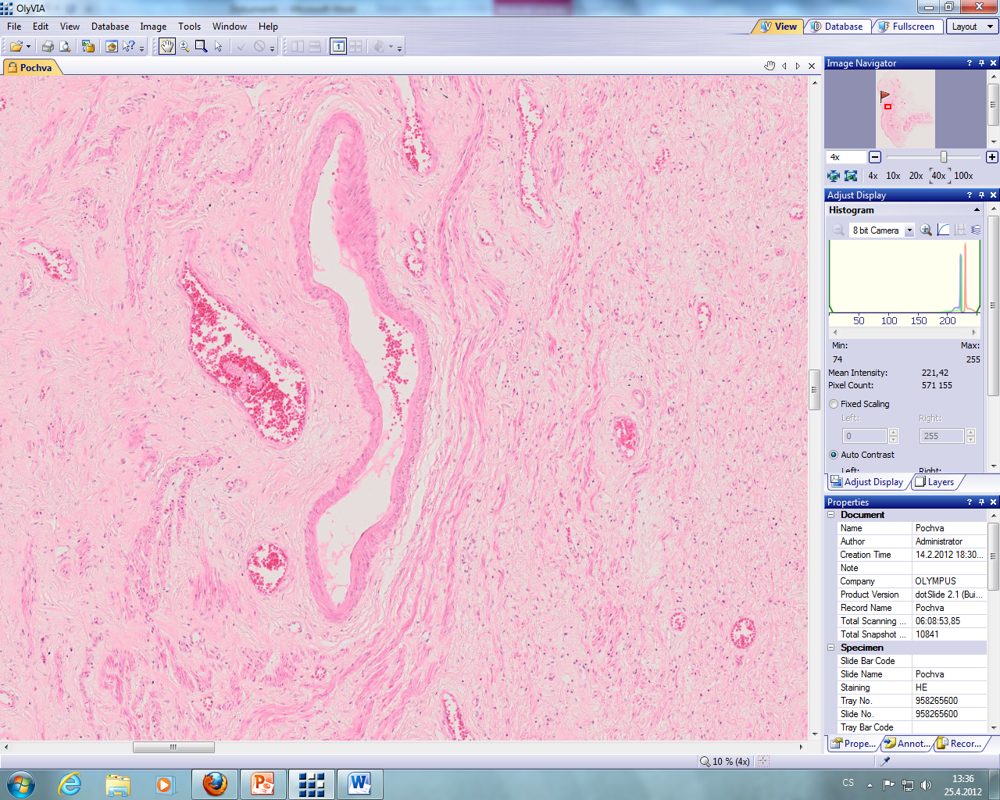 OlyVIA
File Edit View Database Image Tools Window Help
View Database Fullscreen Layout
1
Pochva
Image Navigator
4x
4x 10x 20x 40x 100x
Adjust Display
Histogram
8 bit Camera
50 100 150 200
Min: Max:
74 255
Mean Intensity: 221,42
Pixel Count: 571 155
Fixed Scaling
Left: Right:
0 255
Auto Contrast
Left: Right:
Adjust Display Layers
Properties
Document
Name Pochva
Author Administrator
Creation Time 14.2.2012 18:30...
Note
Company OLYMPUS
Product Version dotSlide 2.1 (Bui...
Record Name Pochva
Total Scanning ... 06:08:53,85
Total Snapshot ... 10841
Specimen
Slide Bar Code
Slide Name Pochva
Staining HE
Tray No. 958265600
Slide No. 958265600
Tray Bar Code
Prope... Annot... Recor...
10 % (4x)
CS 13:36
25.4.2012